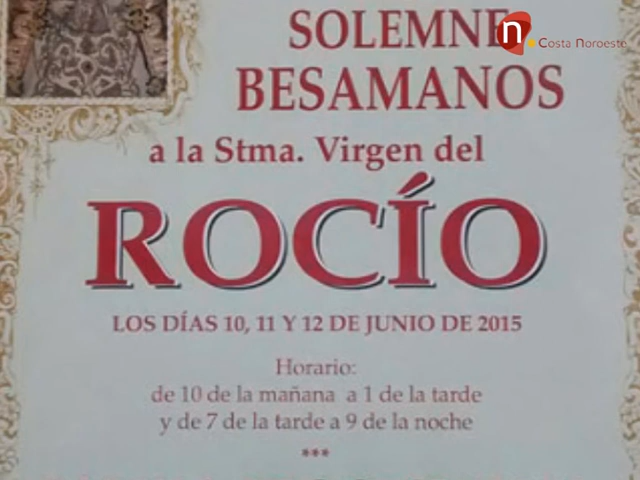 SOLEMNE
BESAMANOS
a la Stma. Virgen del
ROCÍO
LOS DÍAS 10, 11 Y 12 DE JUNIO DE 2015
Horario:
de 10 de la mañana a 1 de la tarde
y de 7 de la tarde a 9 de la noche
***
n Costa Noroeste